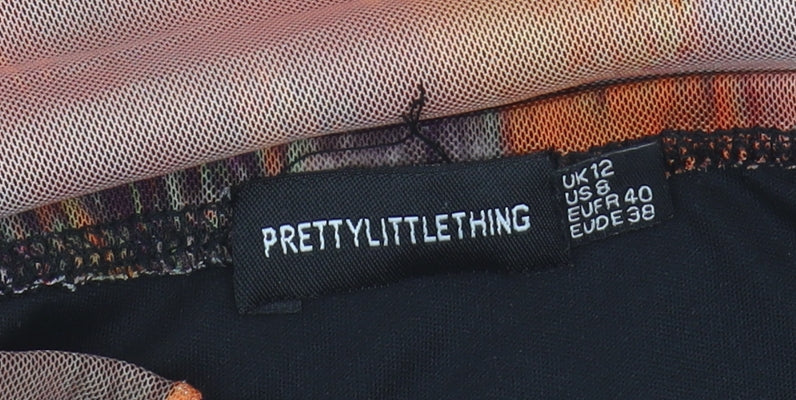 PRETTYLITTLETHING
UK 12
US 8
EUFR 40
EUDE 38